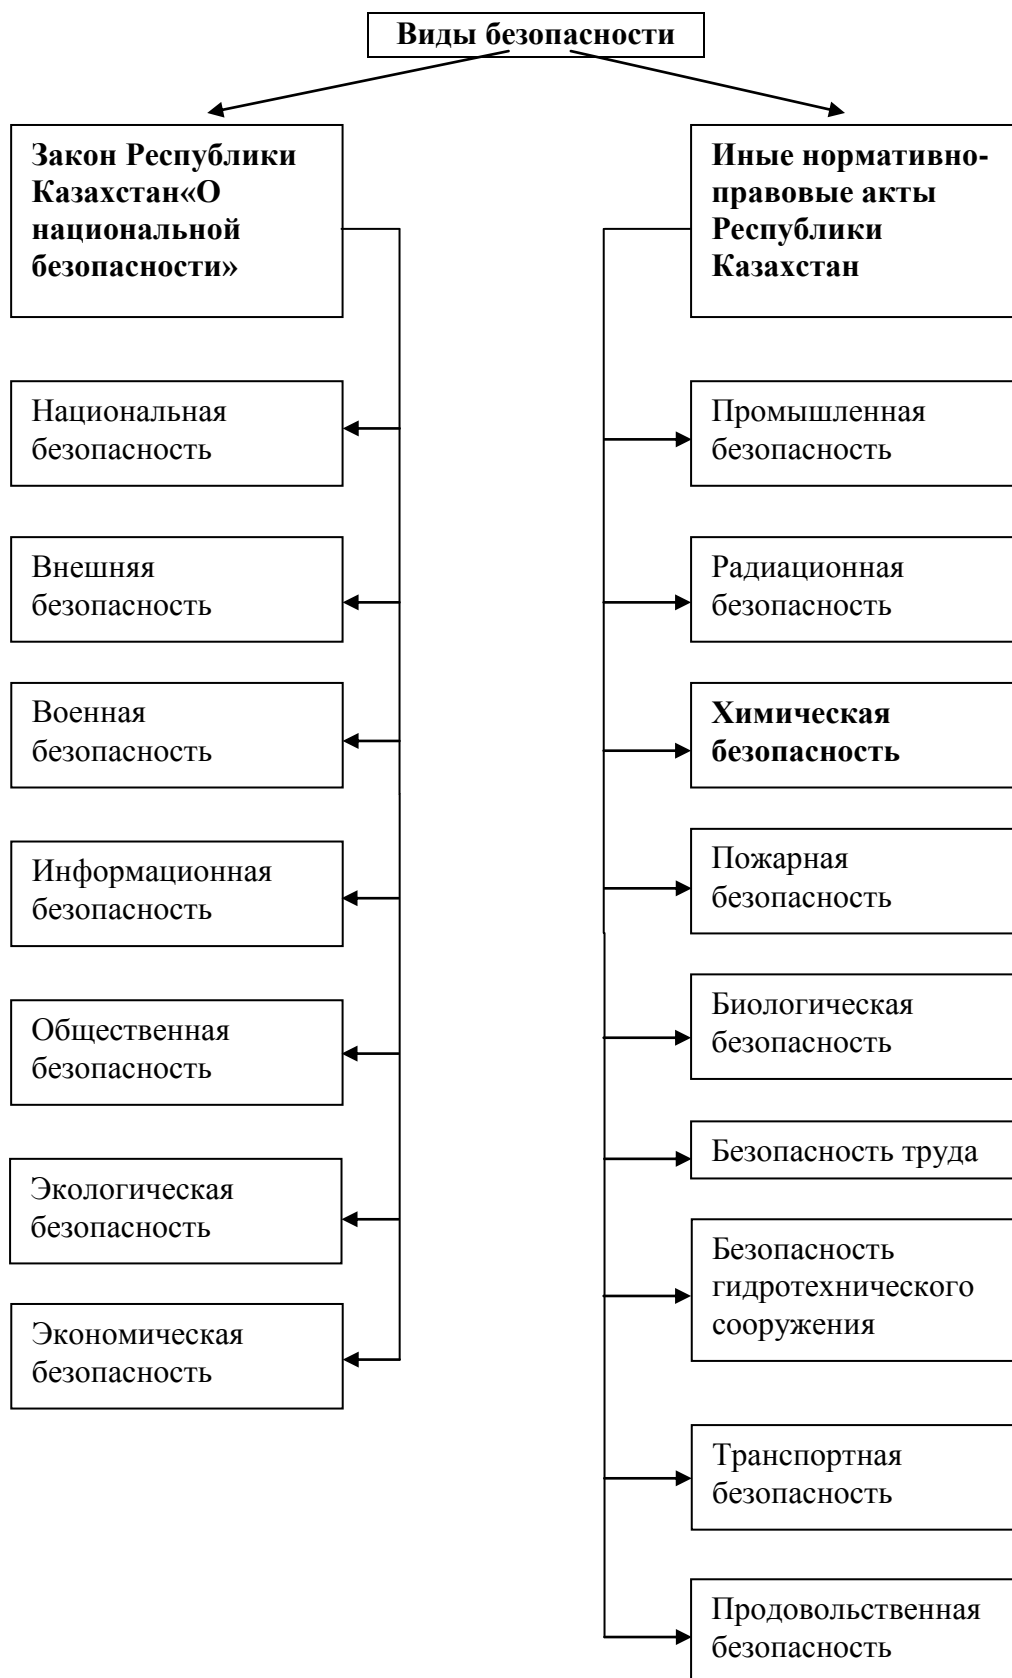 Виды безопасности
Закон Республики
Казахстан«О
национальной
безопасности»
Национальная
безопасность
Внешняя
безопасность
Военная
безопасность
Информационная
безопасность
Общественная
безопасность
Экологическая
безопасность
Экономическая
безопасность
Иные нормативно-
правовые акты
Республики
Казахстан
Промышленная
безопасность
Радиационная
безопасность
Химическая
безопасность
Пожарная
безопасность
Биологическая
безопасность
Безопасность труда
Безопасность
гидротехнического
сооружения
Транспортная
безопасность
Продовольственная
безопасность